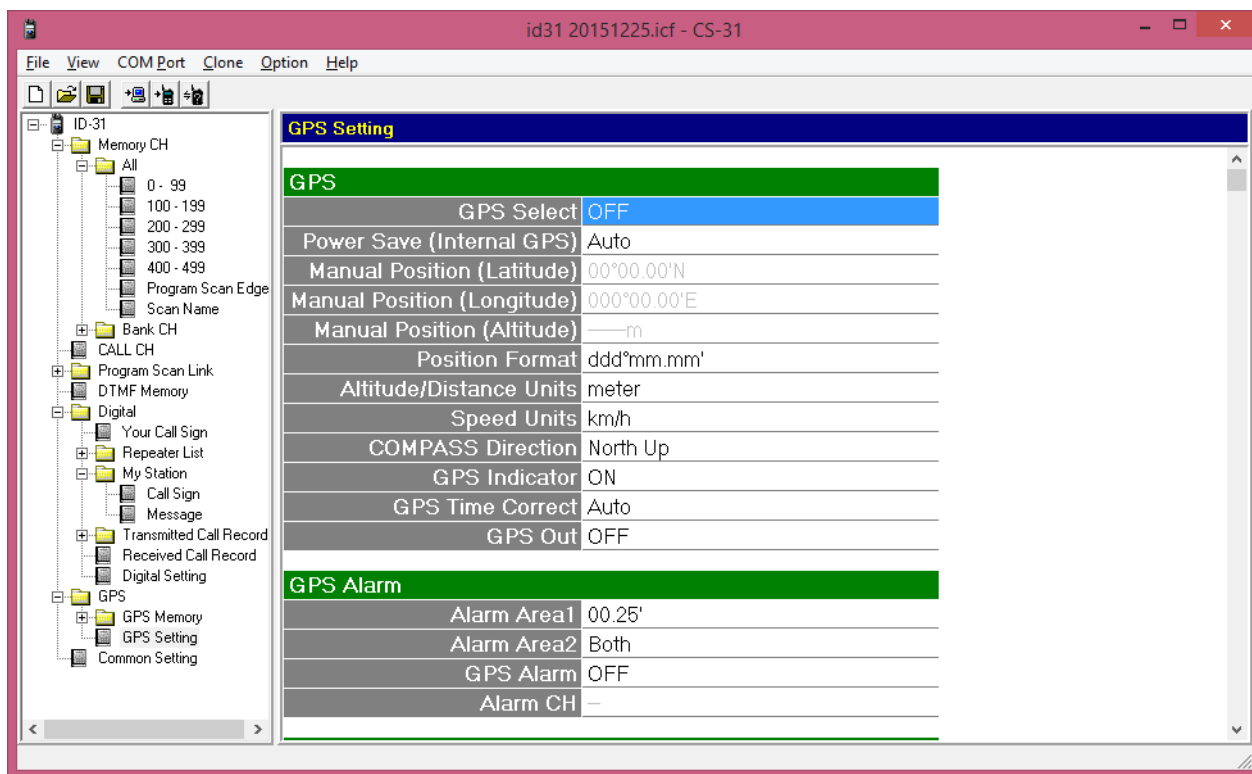 id31 20151225.icf - CS-31
File View COM Port Clone Option Help
ID-31
Memory CH
All
0 - 99
100 - 199
200 - 299
300 - 399
400 - 499
Program Scan Edge
Scan Name
Bank CH
CALL CH
Program Scan Link
DTMF Memory
Digital
Your Call Sign
Repeater List
My Station
Call Sign
Message
Transmitted Call Record
Received Call Record
Digital Setting
GPS
GPS Memory
GPS Setting
Common Setting
GPS Setting
GPS
GPS Select OFF
Power Save (Internal GPS) Auto
Manual Position (Latitude) 00°00.00'N
Manual Position (Longitude) 000°00.00'E
Manual Position (Altitude) ——m
Position Format ddd°mm.mm'
Altitude/Distance Units meter
Speed Units km/h
COMPASS Direction North Up
GPS Indicator ON
GPS Time Correct Auto
GPS Out OFF
GPS Alarm
Alarm Area1 00.25'
Alarm Area2 Both
GPS Alarm OFF
Alarm CH –